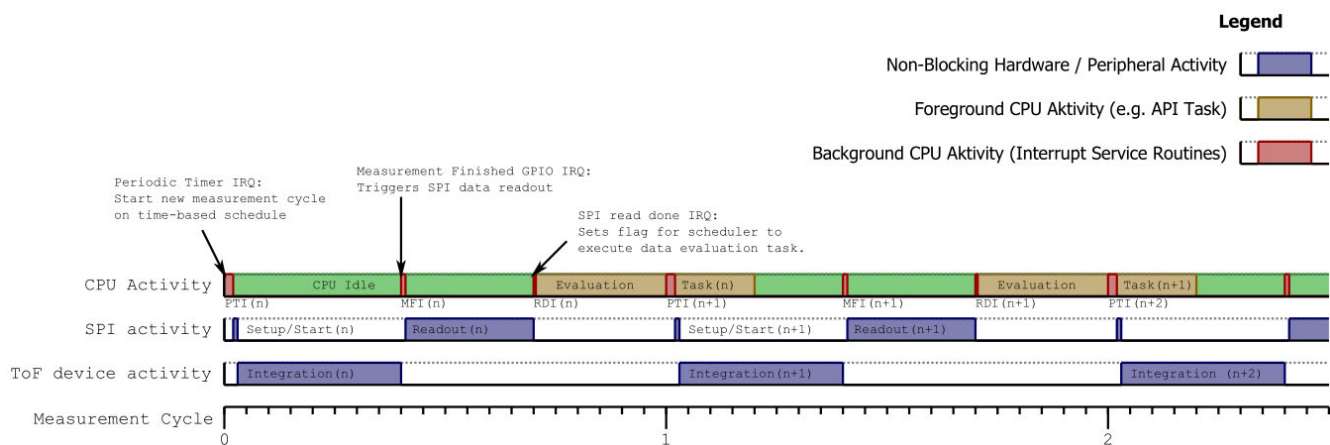 Legend
Non-Blocking Hardware / Peripheral Activity
Foreground CPU Aktivity (e.g. API Task)
Background CPU Aktivity (Interrupt Service Routines)
Measurement Finished GPIO IRQ:
Triggers SPI data readout
Periodic Timer IRQ:
Start new measurement cycle
on time-based schedule
SPI read done IRQ:
Sets flag for scheduler to
execute data evaluation task.
CPU Activity
CPU Idle
Evaluation
Task(n)
Evaluation
Task(n+1)
PTI(n)
MFI(n)
RDI(n)
PTI(n+1)
MFI(n+1)
RDI(n+1)
PTI(n+2)
SPI activity
Setup/Start(n)
Readout(n)
Setup/Start(n+1)
Readout(n+1)
ToF device activity
Integration(n)
Integration(n+1)
Integration (n+2)
Measurement Cycle
0
1
2